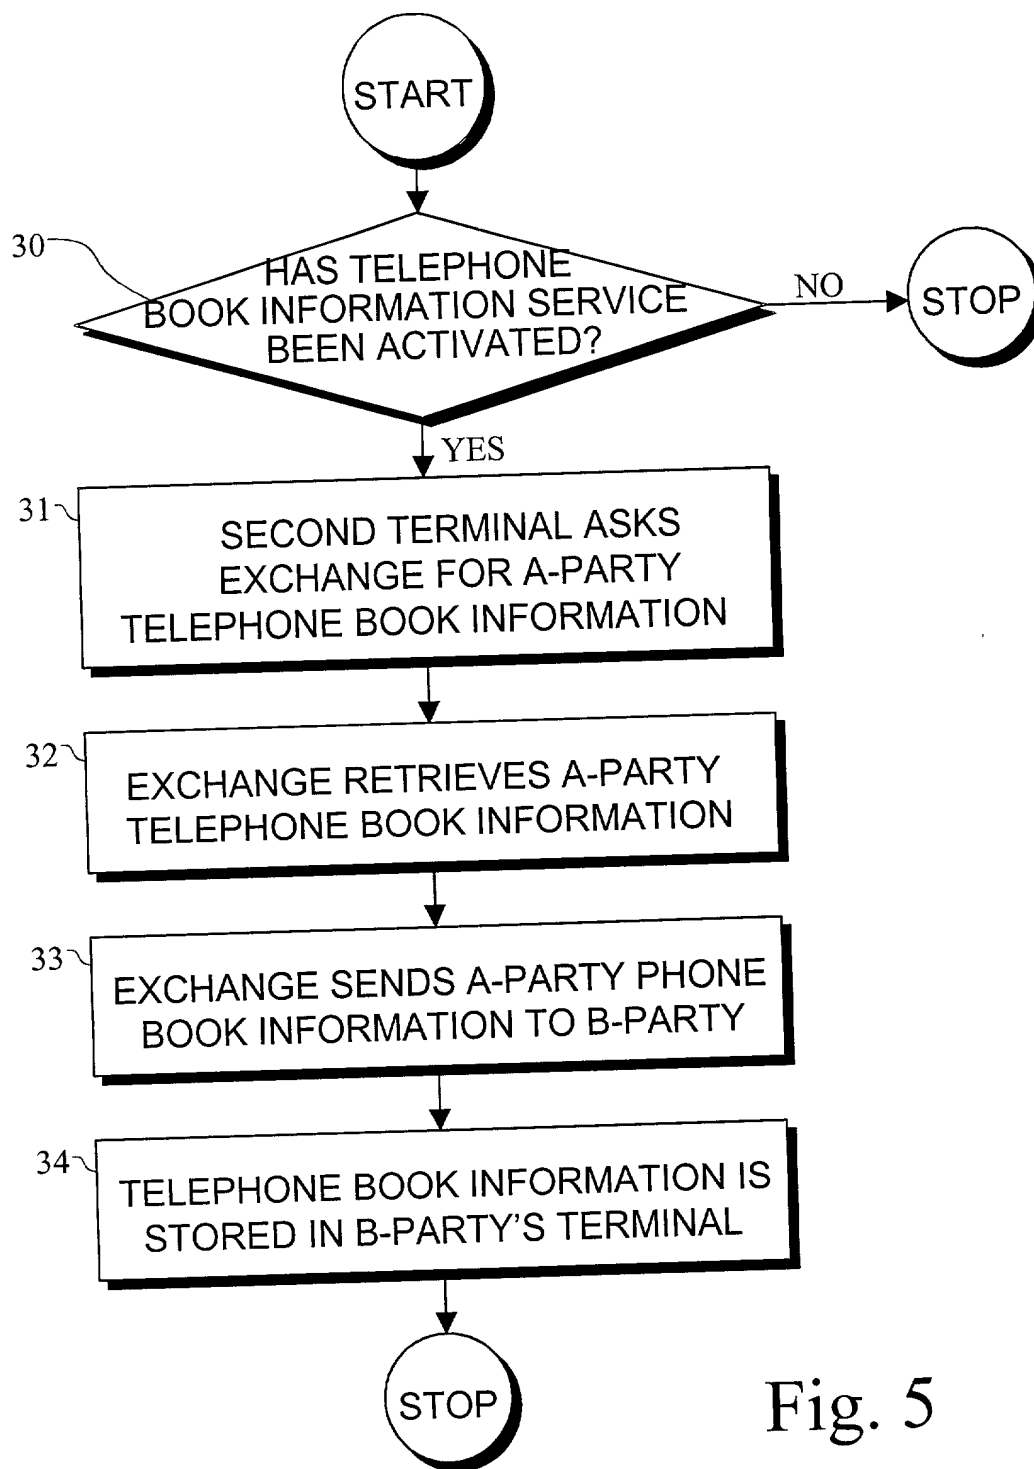 START
30
HAS TELEPHONE
BOOK INFORMATION SERVICE
BEEN ACTIVATED?
NO
STOP
YES
31
SECOND TERMINAL ASKS
EXCHANGE FOR A-PARTY
TELEPHONE BOOK INFORMATION
32
EXCHANGE RETRIEVES A-PARTY
TELEPHONE BOOK INFORMATION
33
EXCHANGE SENDS A-PARTY PHONE
BOOK INFORMATION TO B-PARTY
34
TELEPHONE BOOK INFORMATION IS
STORED IN B-PARTY'S TERMINAL
STOP
Fig. 5